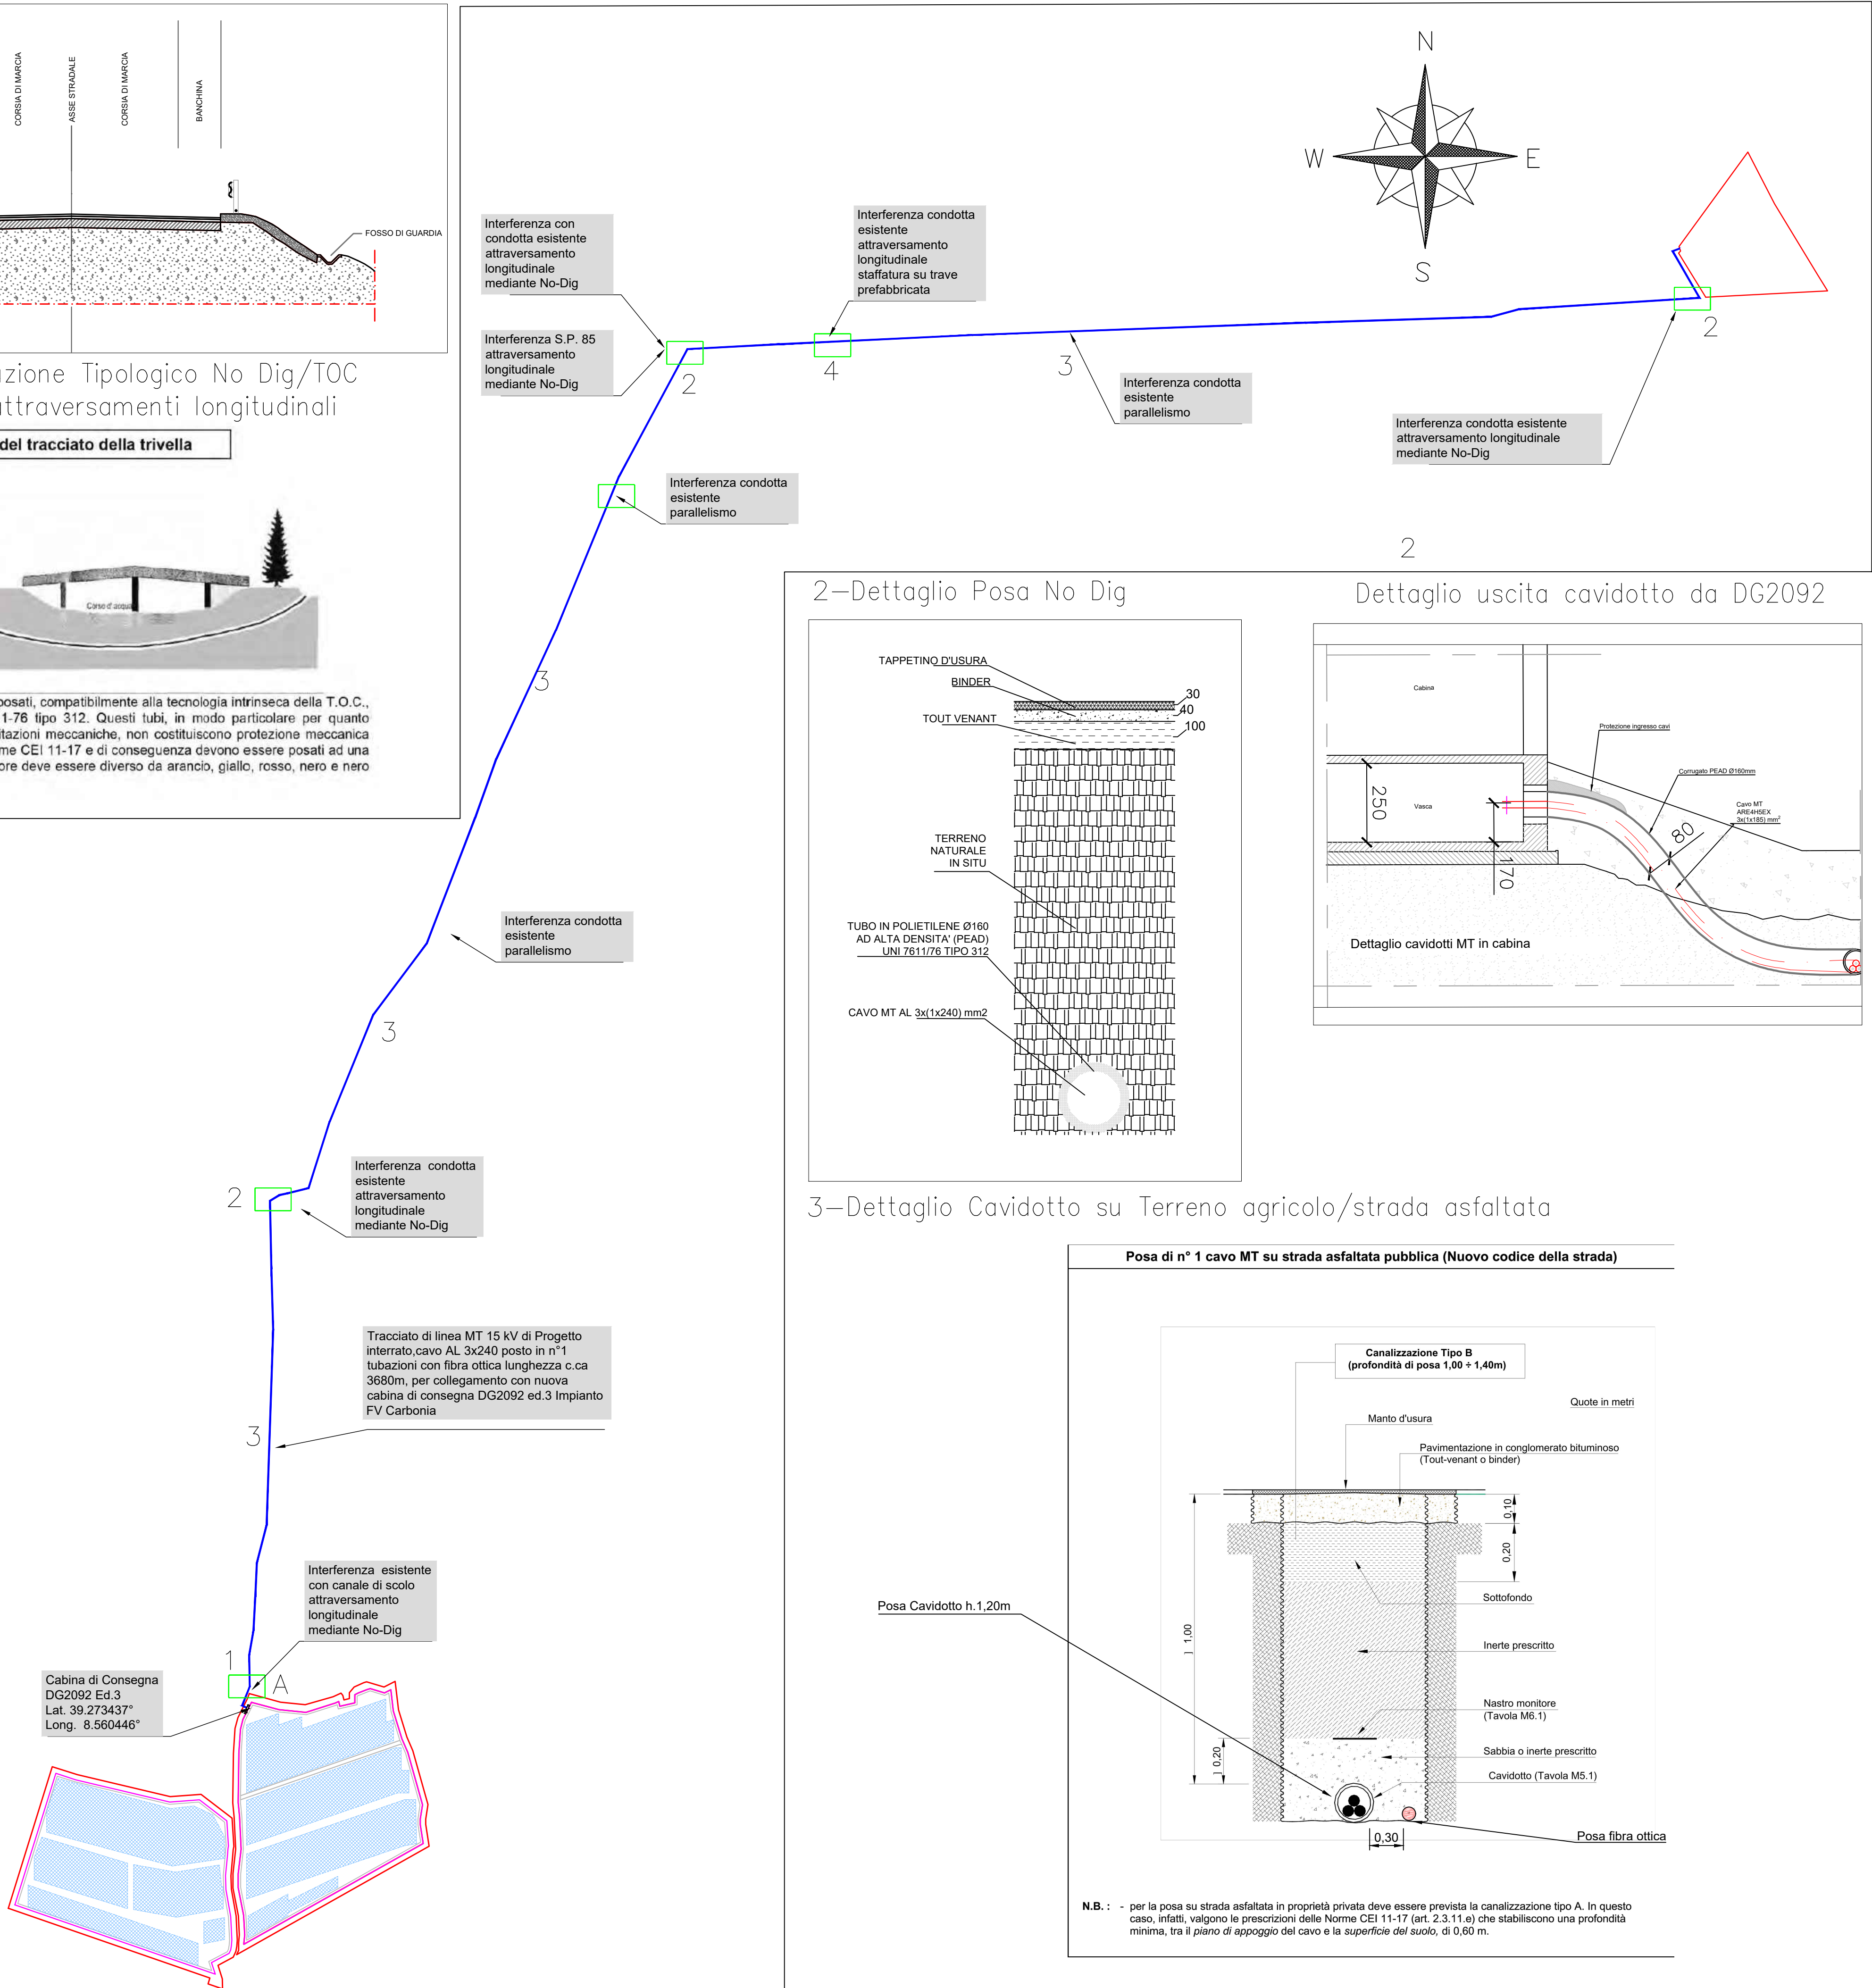 CORSIA DI MARCIA
ASSE STRADALE
CORSIA DI MARCIA
BANCHINA
FOSSO DI GUARDIA
azione Tipologico No Dig/TOC
attraversamenti longitudinali
del tracciato della trivella
Corso d'acqua
posati, compatibilmente alla tecnologia intrinseca della T.O.C.,
1-76 tipo 312. Questi tubi, in modo particolare per quanto
itazioni meccaniche, non costituiscono protezione meccanica
me CEI 11-17 e di conseguenza devono essere posati ad una
ore deve essere diverso da arancio, giallo, rosso, nero e nero
N
W
E
S
Interferenza con
condotta esistente
attraversamento
longitudinale
mediante No-Dig
Interferenza S.P. 85
attraversamento
longitudinale
mediante No-Dig
2
Interferenza condotta
esistente
attraversamento
longitudinale
staffatura su trave
prefabbricata
4
3
Interferenza condotta
esistente
parallelismo
2
Interferenza condotta esistente
attraversamento longitudinale
mediante No-Dig
Interferenza condotta
esistente
parallelismo
2
3
Interferenza condotta
esistente
parallelismo
3
2
Interferenza condotta
esistente
attraversamento
longitudinale
mediante No-Dig
Tracciato di linea MT 15 kV di Progetto
interrato,cavo AL 3x240 posto in n°1
tubazioni con fibra ottica lunghezza c.ca
3680m, per collegamento con nuova
cabina di consegna DG2092 ed.3 Impianto
FV Carbonia
3
Interferenza esistente
con canale di scolo
attraversamento
longitudinale
mediante No-Dig
1
A
Cabina di Consegna
DG2092 Ed.3
Lat. 39.273437°
Long. 8.560446°
2-Dettaglio Posa No Dig
TAPPETINO D'USURA
BINDER
TOUT VENANT
30
40
100
TERRENO
NATURALE
IN SITU
TUBO IN POLIETILENE Ø160
AD ALTA DENSITA' (PEAD)
UNI 7611/76 TIPO 312
CAVO MT AL 3x(1x240) mm2
Dettaglio uscita cavidotto da DG2092
Cabina
Protezione ingresso cavi
Corrugato PEAD Ø160mm
250
Vasca
Cavo MT
ARE4H5EX
3x(1x185) mm²
80
170
Dettaglio cavidotti MT in cabina
3-Dettaglio Cavidotto su Terreno agricolo/strada asfaltata
Posa di n° 1 cavo MT su strada asfaltata pubblica (Nuovo codice della strada)
Canalizzazione Tipo B
(profondità di posa 1,00 ÷ 1,40m)
Quote in metri
Manto d'usura
Pavimentazione in conglomerato bituminoso
(Tout-venant o binder)
0,10
0,20
Sottofondo
Posa Cavidotto h.1,20m
1,00
Inerte prescritto
Nastro monitore
(Tavola M6.1)
0,20
Sabbia o inerte prescritto
Cavidotto (Tavola M5.1)
0,30
Posa fibra ottica
N.B. : - per la posa su strada asfaltata in proprietà privata deve essere prevista la canalizzazione tipo A. In questo
caso, infatti, valgono le prescrizioni delle Norme CEI 11-17 (art. 2.3.11.e) che stabiliscono una profondità
minima, tra il piano di appoggio del cavo e la superficie del suolo, di 0,60 m.